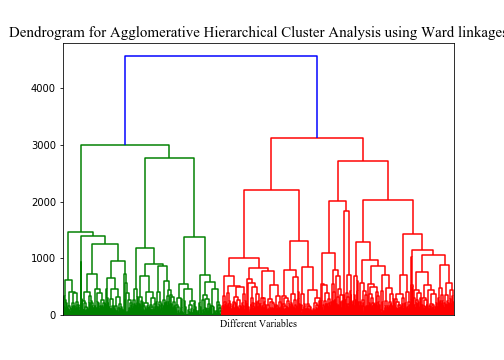 Dendrogram for Agglomerative Hierarchical Cluster Analysis using Ward linkages
4000
3000
2000
1000
0
Different Variables